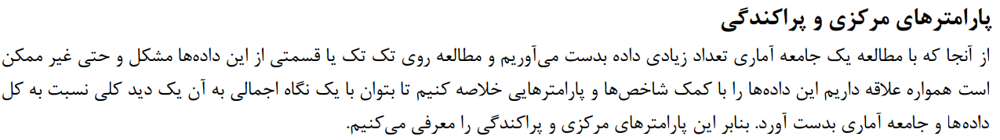 پارامترهای مرکزی و پراکندگی
از آنجا که با مطالعه یک جامعه آماری تعداد زیادی داده بدست می‌آوریم و مطالعه روی تک تک یا قسمتی از این داده‌ها مشکل و حتی غیر ممکن
است همواره علاقه داریم این داده‌ها را با کمک شاخص‌ها و پارامترهایی خلاصه کنیم تا بتوان با یک نگاه اجمالی به آن یک دید کلی نسبت به کل
داده‌ها و جامعه آماری بدست آورد. بنابر این پارامترهای مرکزی و پراکندگی را معرفی می‌کنیم.